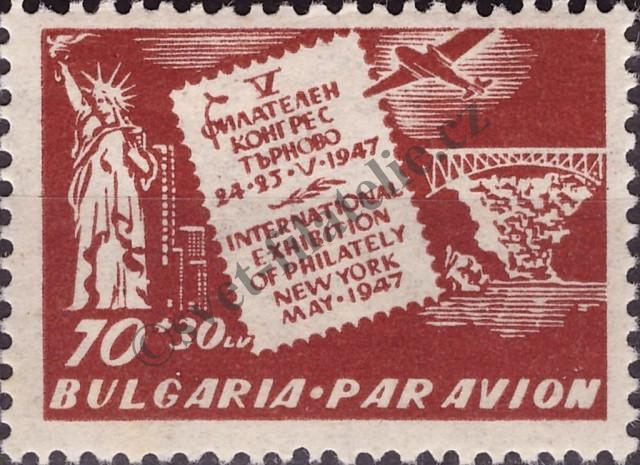 V
ФИЛАТЕЛЕН
КОНГРЕС
ТЪРНОВО
24·25·V·1947
INTERNATIONAL
EXHIBITION
OF PHILATELY
NEW YORK
MAY·1947
70+30 LV.
BULGARIA·PAR AVION
©svet-filatelie.cz